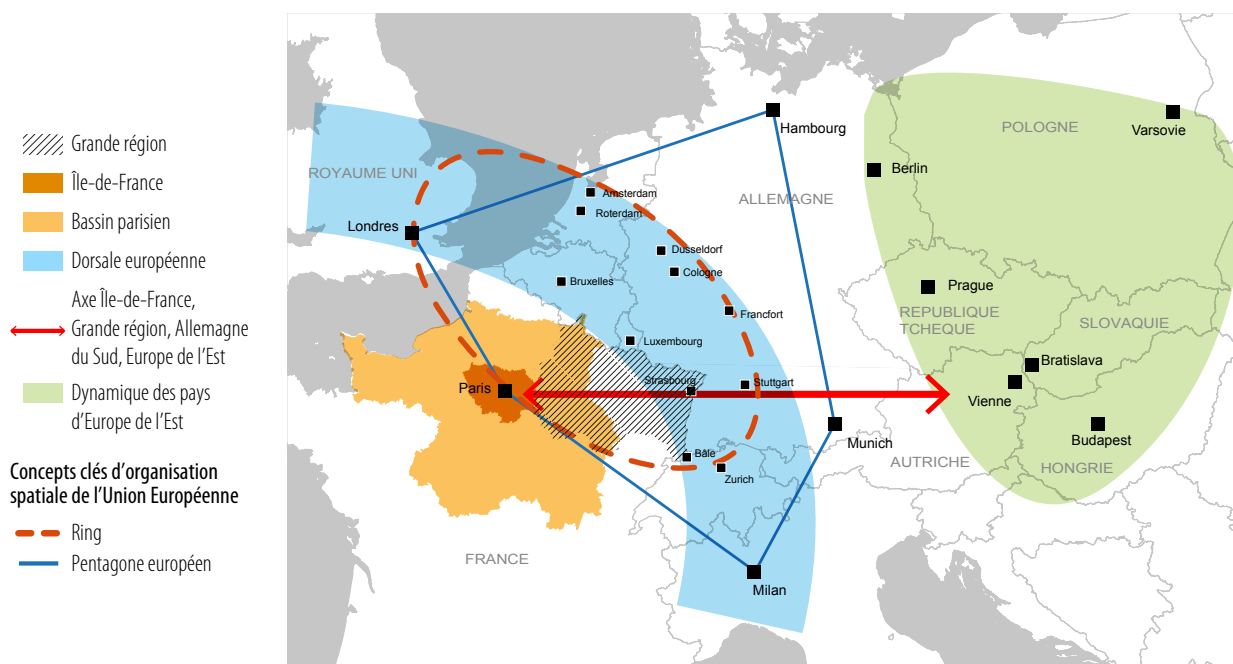 Grande région
Île-de-France
Bassin parisien
Dorsale européenne
Axe Île-de-France,
Grande région, Allemagne
du Sud, Europe de l'Est
Dynamique des pays
d'Europe de l'Est
Concepts clés d'organisation
spatiale de l'Union Européenne
Ring
Pentagone européen
Hambourg
POLOGNE
Varsovie
ROYAUME UNI
Berlin
Amsterdam
ALLEMAGNE
Roterdam
Londres
Dusseldorf
Cologne
Bruxelles
Prague
Francfort
REPUBLIQUE
TCHEQUE
SLOVAQUIE
Luxembourg
Bratislava
Strasbourg
Stuttgart
Paris
Vienne
Munich
Budapest
Bâle
AUTRICHE
HONGRIE
Zurich
FRANCE
Milan